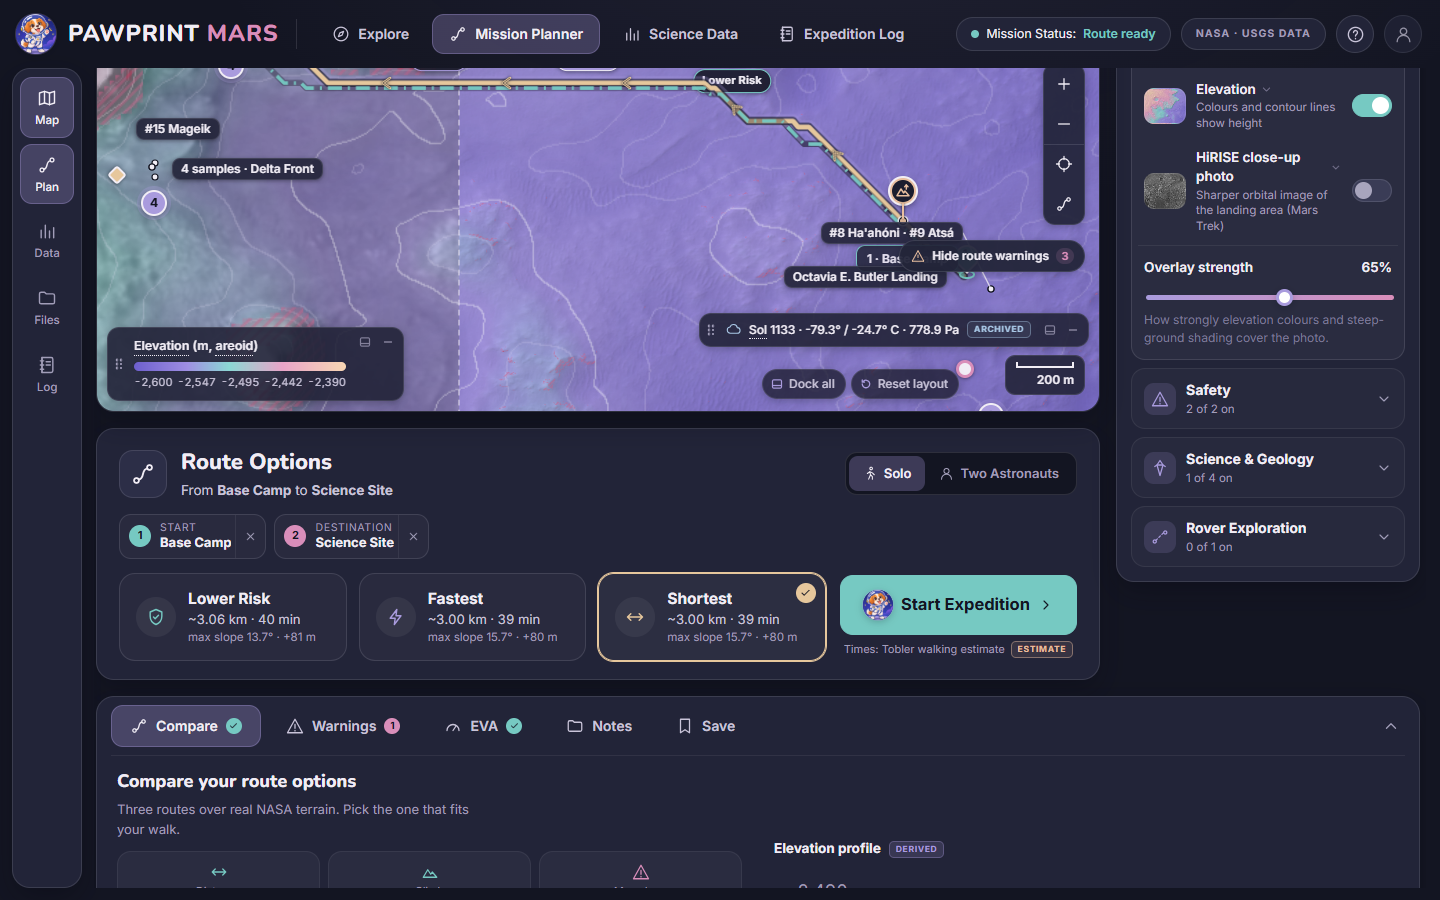 PAWPRINT MARS
Explore
Mission Planner
Science Data
Expedition Log
Mission Status: Route ready
NASA · USGS DATA
Map
Plan
Data
Files
Log
Lower Risk
#15 Mageik
4 samples · Delta Front
4
#8 Ha'ahóni · #9 Atsá
1 · Bas
Hide route warnings 3
Octavia E. Butler Landing
Sol 1133 · -79.3° / -24.7° C · 778.9 Pa ARCHIVED
Elevation (m, areoid)
-2,600 -2,547 -2,495 -2,442 -2,390
Dock all
Reset layout
200 m
Elevation
Colours and contour lines
show height
HiRISE close-up
photo
Sharper orbital image of
the landing area (Mars
Trek)
Overlay strength 65%
How strongly elevation colours and steep-
ground shading cover the photo.
Safety
2 of 2 on
Science & Geology
1 of 4 on
Rover Exploration
0 of 1 on
Route Options
From Base Camp to Science Site
Solo
Two Astronauts
1 START
Base Camp ×
2 DESTINATION
Science Site ×
Lower Risk
~3.06 km · 40 min
max slope 13.7° · +81 m
Fastest
~3.00 km · 39 min
max slope 15.7° · +80 m
Shortest
~3.00 km · 39 min
max slope 15.7° · +80 m
Start Expedition
Times: Tobler walking estimate ESTIMATE
Compare
Warnings 1
EVA
Notes
Save
Compare your route options
Three routes over real NASA terrain. Pick the one that fits
your walk.
Elevation profile DERIVED